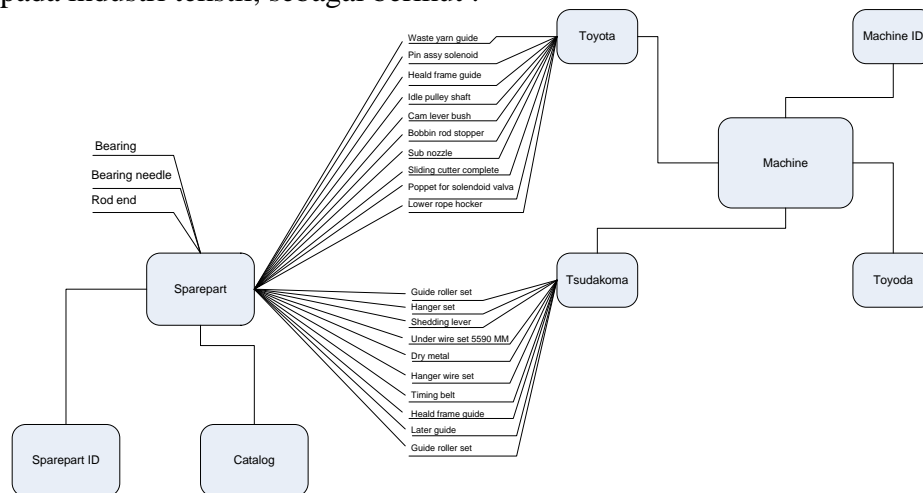 pada industri tekstil, sebagai berikut :
Waste yarn guide
Pin assy solenoid
Heald frame guide
Idle pulley shaft
Cam lever bush
Bobbin rod stopper
Sub nozzle
Sliding cutter complete
Poppet for solendoid valva
Lower rope hocker
Toyota
Machine ID
Machine
Bearing
Bearing needle
Rod end
Sparepart
Tsudakoma
Toyoda
Guide roller set
Hanger set
Shedding lever
Under wire set 5590 MM
Dry metal
Hanger wire set
Timing belt
Heald frame guide
Later guide
Guide roller set
Sparepart ID
Catalog